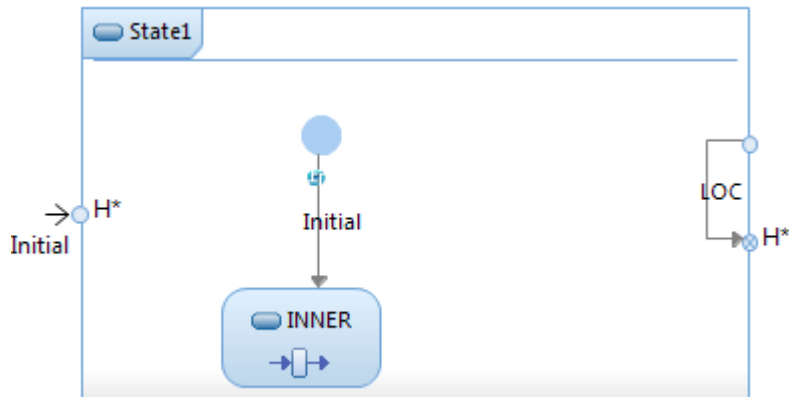 State1
H*
Initial
Initial
LOC
H*
INNER